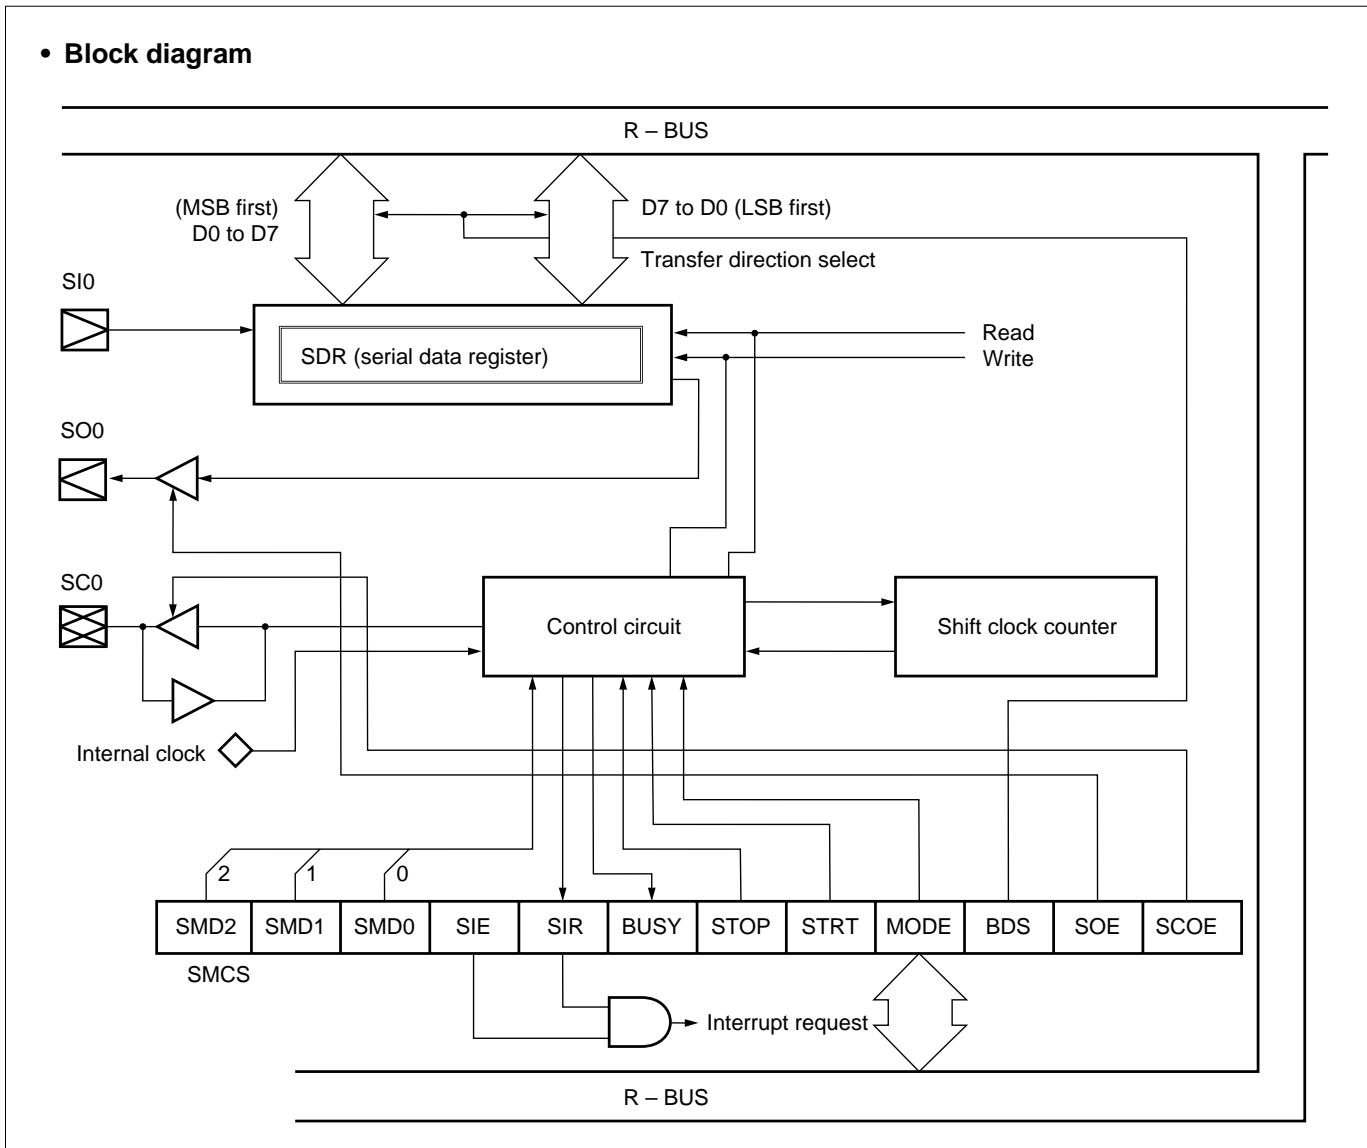 • Block diagram
R – BUS
(MSB first)
D0 to D7
D7 to D0 (LSB first)
Transfer direction select
SI0
SDR (serial data register)
Read
Write
SO0
SC0
Control circuit
Shift clock counter
Internal clock
2
1
0
SMD2 SMD1 SMD0 SIE SIR BUSY STOP STRT MODE BDS SOE SCOE
SMCS
Interrupt request
R – BUS